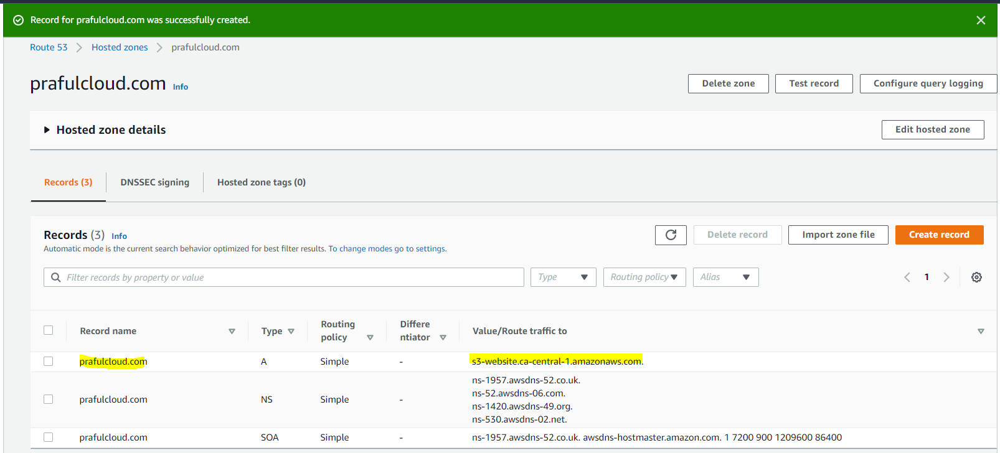 Record for prafulcloud.com was successfully created.
Route 53 Hosted zones prafulcloud.com
prafulcloud.com Info
Delete zone Test record Configure query logging
Hosted zone details
Edit hosted zone
Records (3) DNSSEC signing Hosted zone tags (0)
Records (3) Info
Delete record Import zone file Create record
Automatic mode is the current search behavior optimized for best filter results. To change modes go to settings.
Filter records by property or value Type Routing policy Alias 1
Record name Type Routing policy Differentiator Value/Route traffic to
prafulcloud.com A Simple - s3-website.ca-central-1.amazonaws.com.
prafulcloud.com NS Simple - ns-1957.awsdns-52.co.uk.
ns-52.awsdns-06.com.
ns-1420.awsdns-49.org.
ns-530.awsdns-02.net.
prafulcloud.com SOA Simple - ns-1957.awsdns-52.co.uk. awsdns-hostmaster.amazon.com. 1 7200 900 1209600 86400